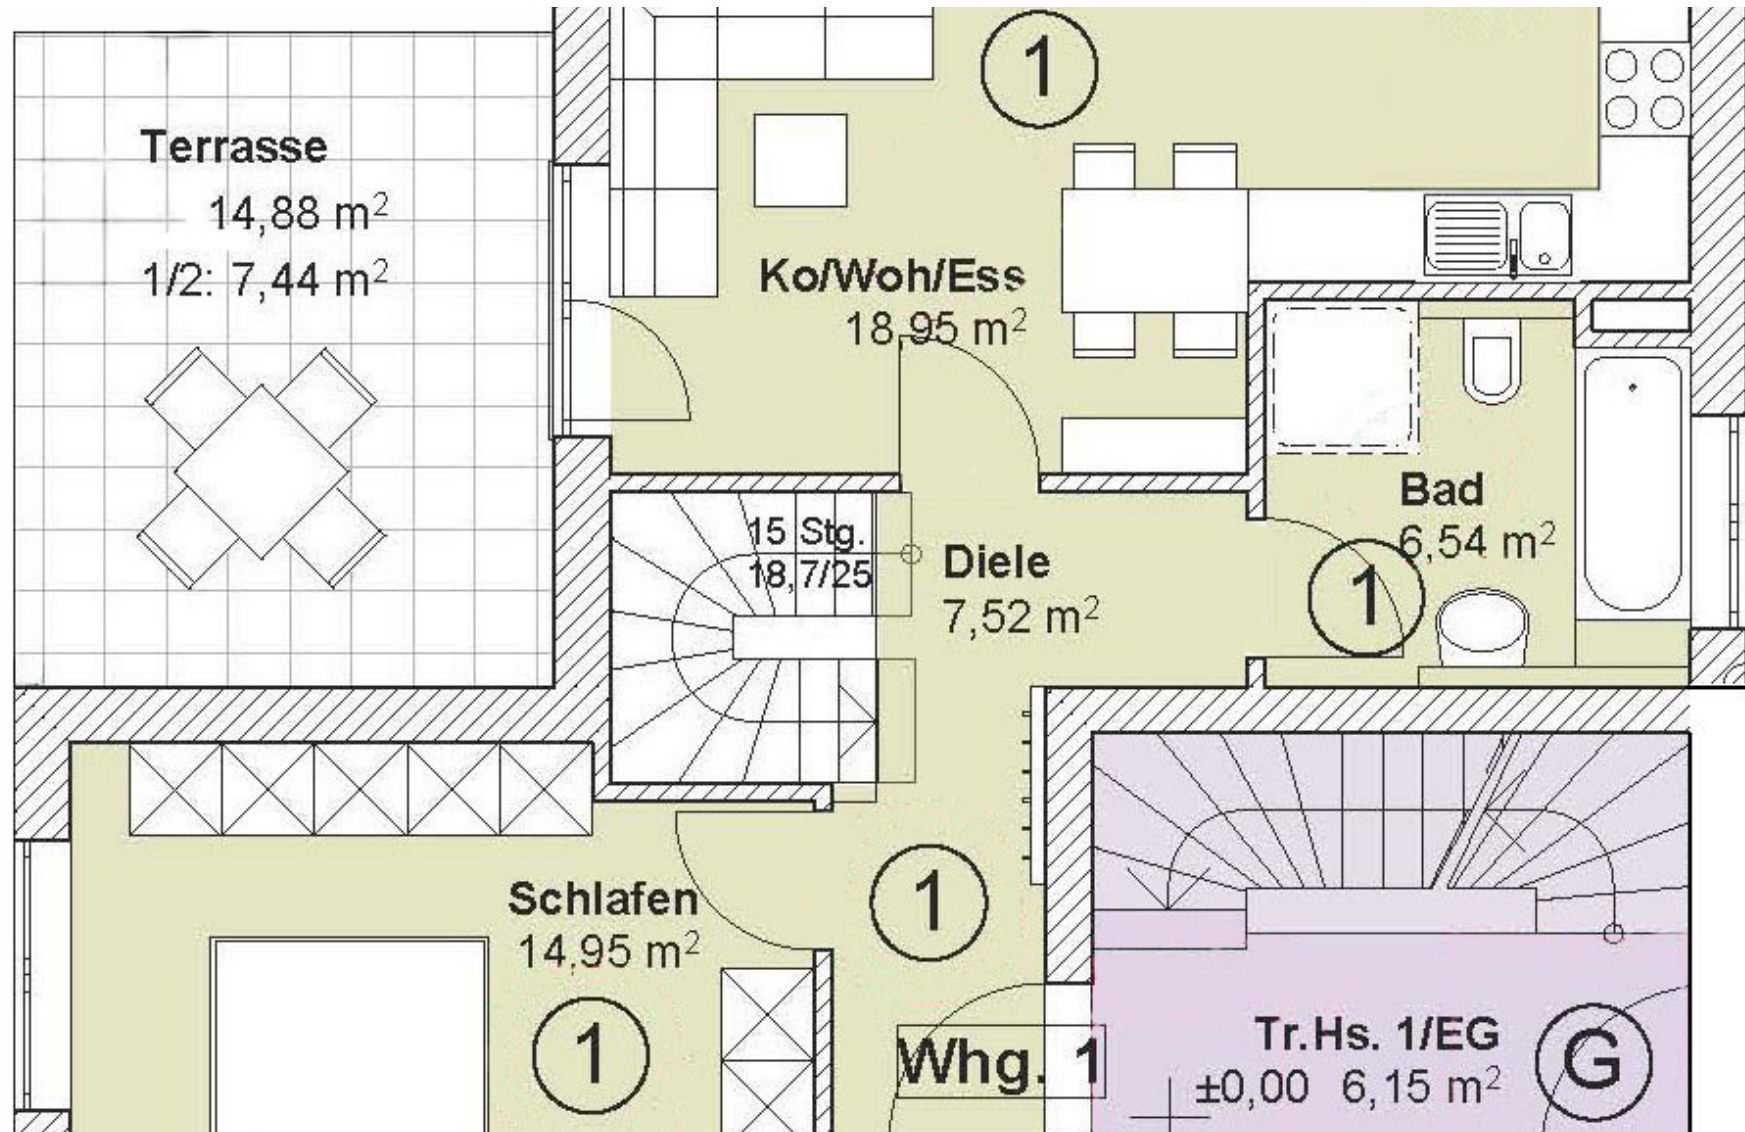 1
Terrasse
14,88 m²
1/2: 7,44 m²
Ko/Woh/Ess
18,95 m²
Bad
6,54 m²
1
15 Stg.
18,7/25
Diele
7,52 m²
Schlafen
14,95 m²
1
1
Whg. 1
Tr.Hs. 1/EG
±0,00 6,15 m²
G